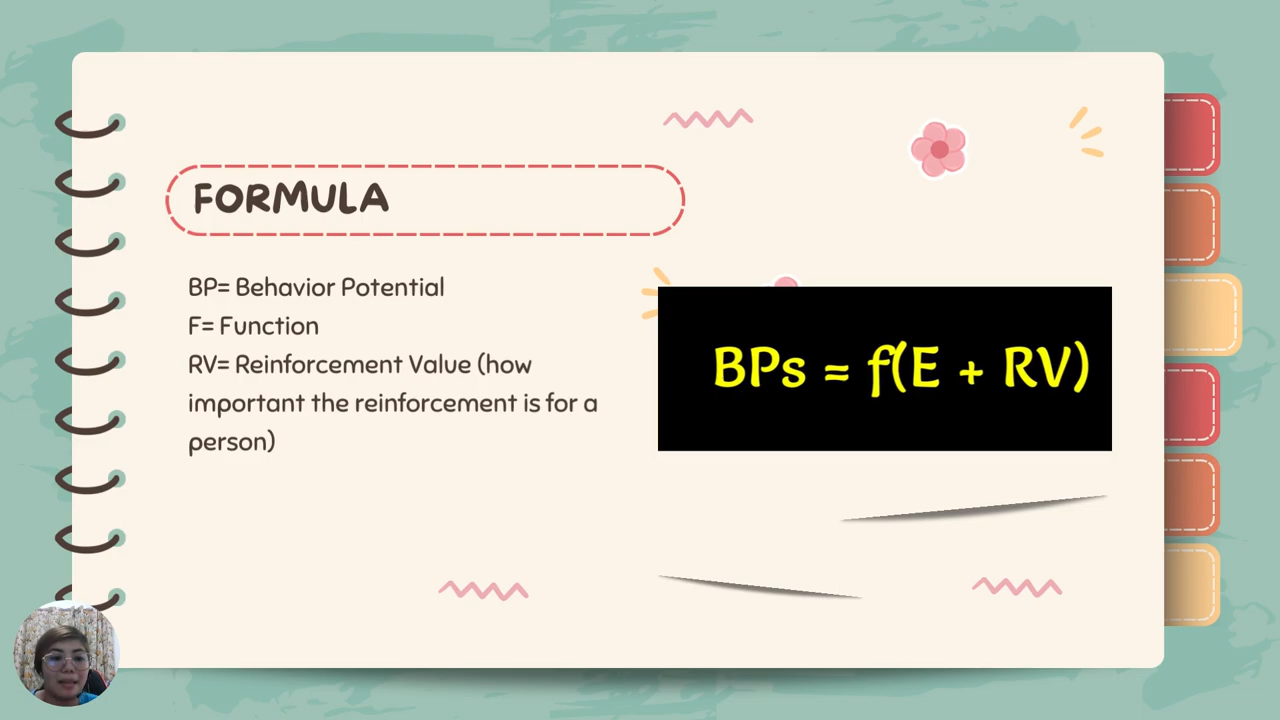 FORMULA
BP= Behavior Potential
F= Function
RV= Reinforcement Value (how
important the reinforcement is for a
person)
BPs = f(E + RV)